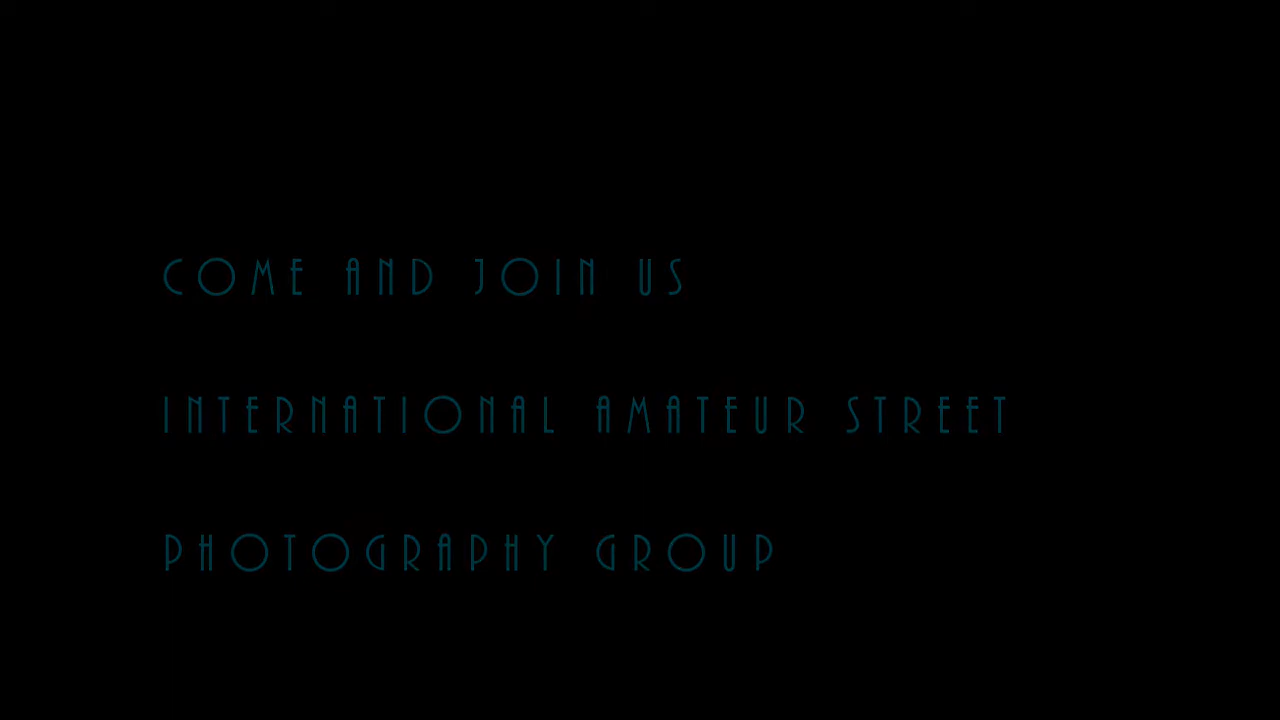 COME AND JOIN US
INTERNATIONAL AMATEUR STREET
PHOTOGRAPHY GROUP